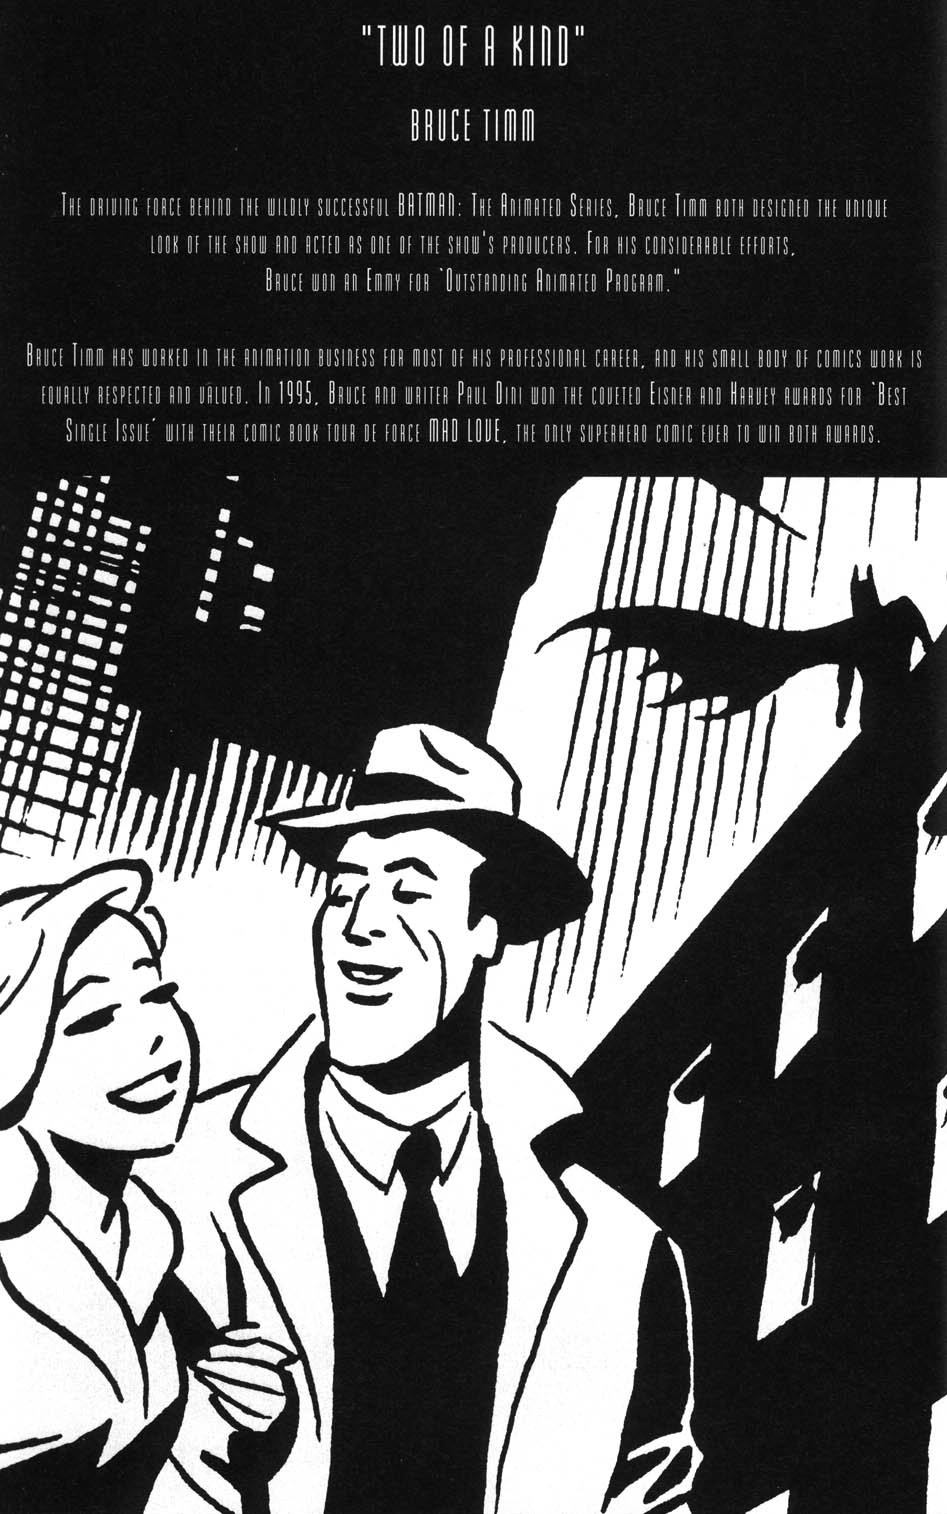 "TWO OF A KIND"
BRUCE TIMM
THE DRIVING FORCE BEHIND THE WILDLY SUCCESSFUL BATMAN: THE ANIMATED SERIES, BRUCE TIMM BOTH DESIGNED THE UNIQUE
LOOK OF THE SHOW AND ACTED AS ONE OF THE SHOW'S PRODUCERS. FOR HIS CONSIDERABLE EFFORTS,
BRUCE WON AN EMMY FOR `OUTSTANDING ANIMATED PROGRAM."
BRUCE TIMM HAS WORKED IN THE ANIMATION BUSINESS FOR MOST OF HIS PROFESSIONAL CAREER, AND HIS SMALL BODY OF COMICS WORK IS
EQUALLY RESPECTED AND VALUED. IN 1995, BRUCE AND WRITER PAUL DINI WON THE COVETED EISNER AND HARVEY AWARDS FOR `BEST
SINGLE ISSUE´ WITH THEIR COMIC BOOK TOUR DE FORCE MAD LOVE, THE ONLY SUPERHERO COMIC EVER TO WIN BOTH AWARDS.